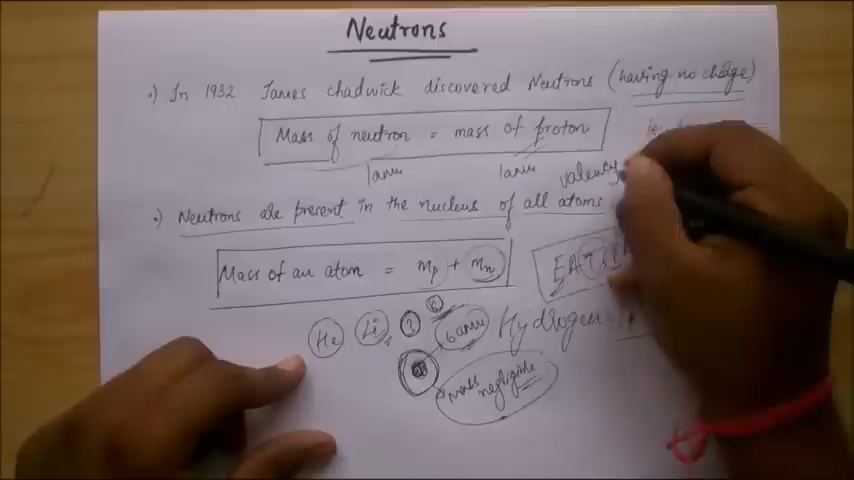 Neutrons
.) In 1932 James chadwick discovered Neutrons (having no charge)
Mass of neutron = mass of proton
1amu 1amu
valency
.) Neutrons are present in the nucleus of all atoms
Mass of an atom = mp + mn
He Li, 3 6
6amu Hydrogen
mass negligible